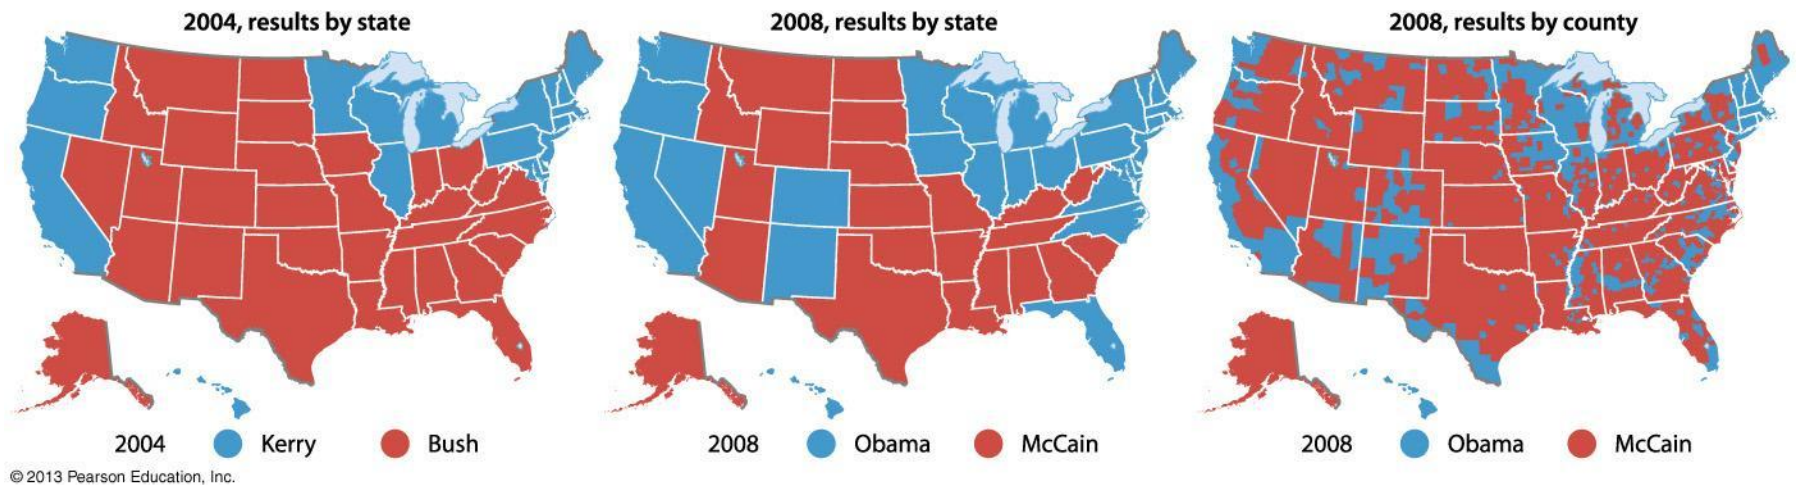 2004, results by state
2008, results by state
2008, results by county
2004 Kerry Bush
2008 Obama McCain
2008 Obama McCain
© 2013 Pearson Education, Inc.